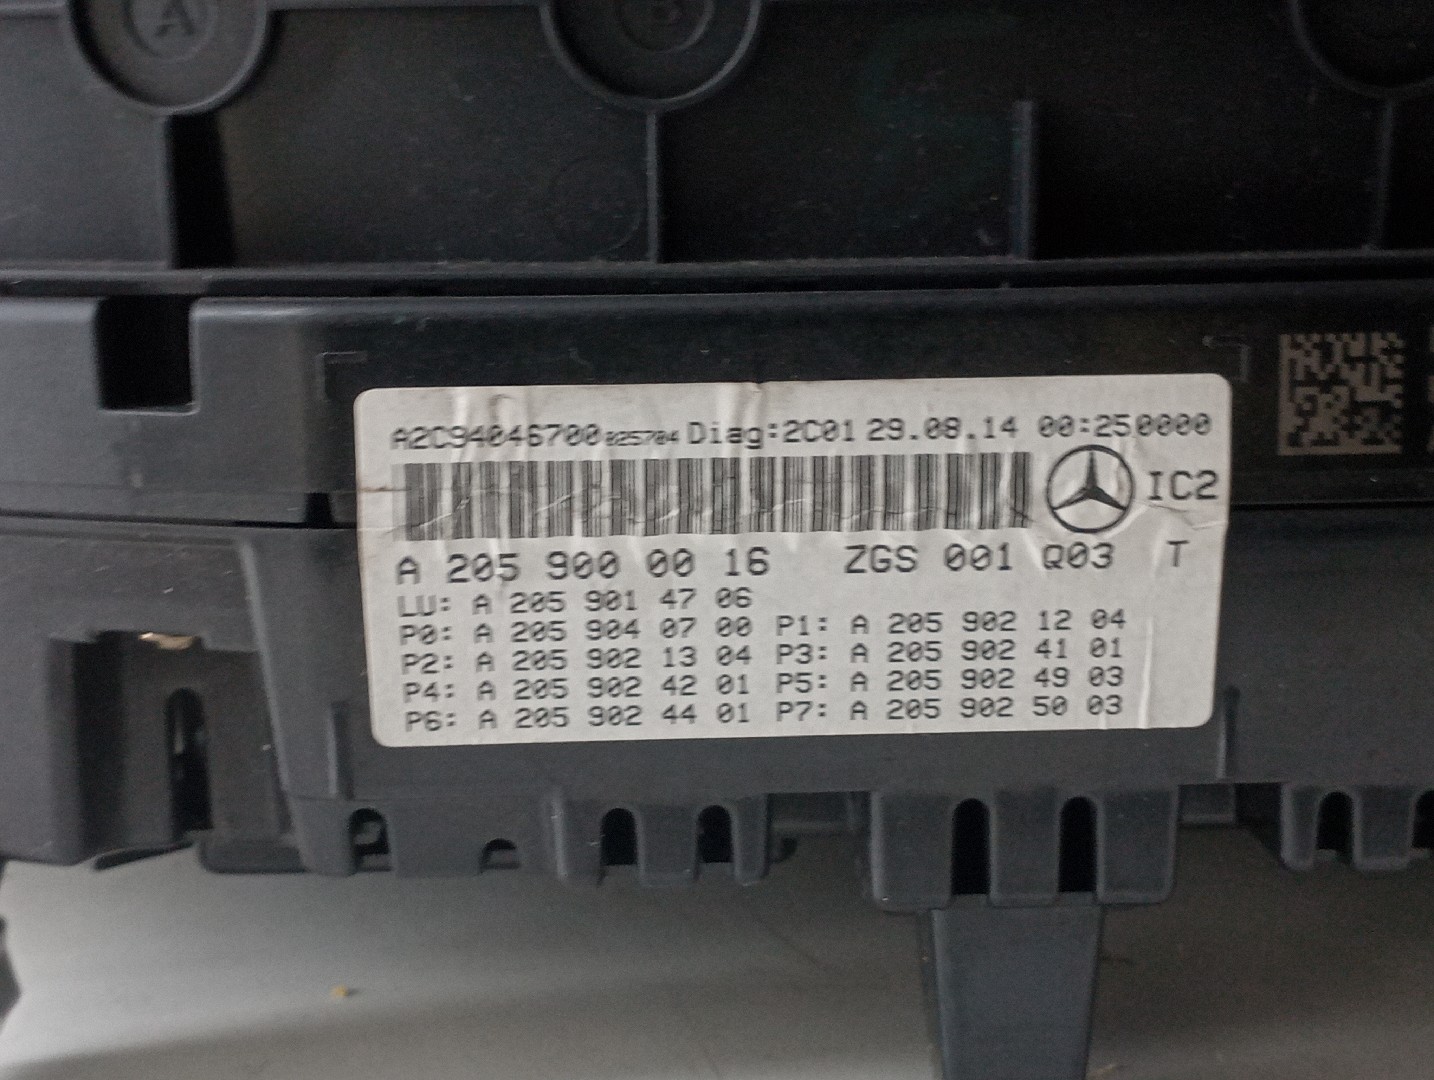 A
B
A2C94046700 025704 Diag:2C01 29.08.14 00:250000
IC2
A 205 900 00 16 ZGS 001 Q03 T
LU: A 205 901 47 06
P0: A 205 904 07 00 P1: A 205 902 12 04
P2: A 205 902 13 04 P3: A 205 902 41 01
P4: A 205 902 42 01 P5: A 205 902 49 03
P6: A 205 902 44 01 P7: A 205 902 50 03